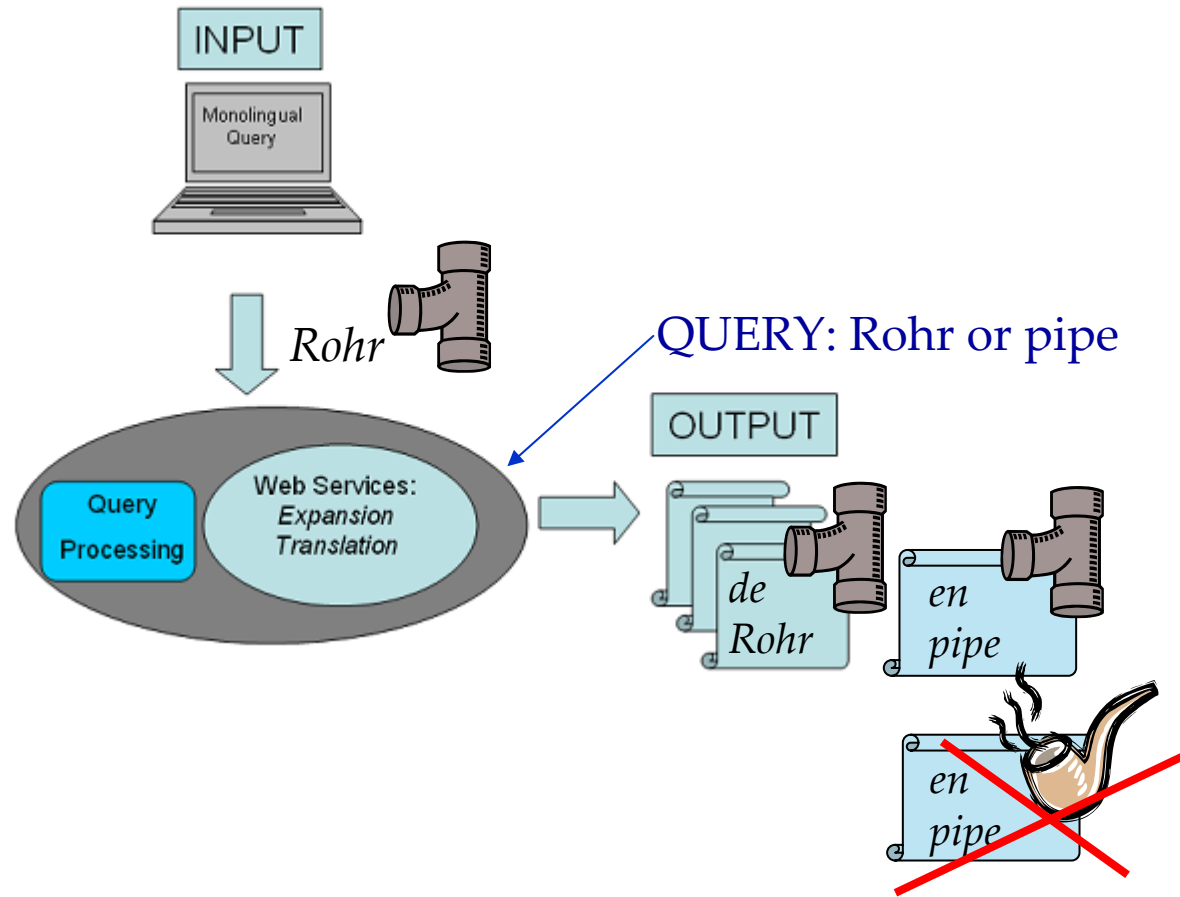 INPUT
Monolingual
Query
Rohr
QUERY: Rohr or pipe
OUTPUT
Query
Processing
Web Services:
Expansion
Translation
de
Rohr
en
pipe
en
pipe